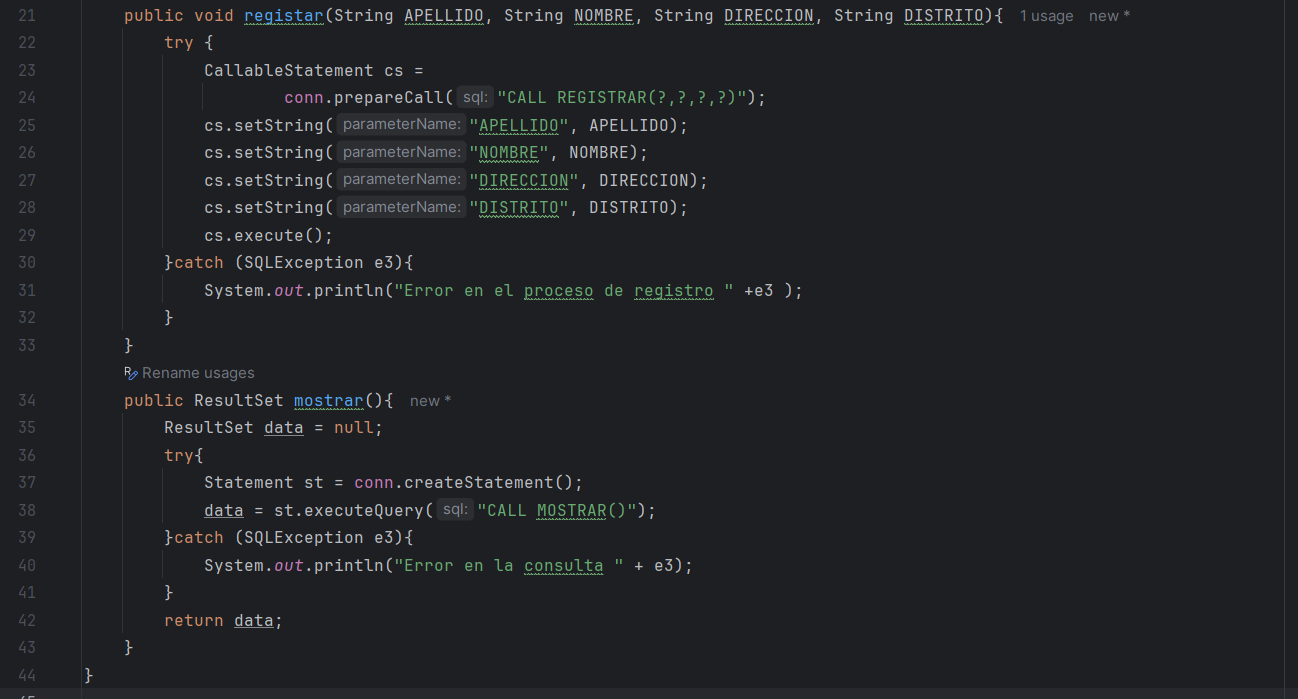 21 public void registar(String APELLIDO, String NOMBRE, String DIRECCION, String DISTRITO){ 1 usage new *
22 try {
23 CallableStatement cs =
24 conn.prepareCall( sql: "CALL REGISTRAR(?,?,?,?)");
25 cs.setString( parameterName: "APELLIDO", APELLIDO);
26 cs.setString( parameterName: "NOMBRE", NOMBRE);
27 cs.setString( parameterName: "DIRECCION", DIRECCION);
28 cs.setString( parameterName: "DISTRITO", DISTRITO);
29 cs.execute();
30 }catch (SQLException e3){
31 System.out.println("Error en el proceso de registro " +e3 );
32 }
33 }
Rename usages
34 public ResultSet mostrar(){ new *
35 ResultSet data = null;
36 try{
37 Statement st = conn.createStatement();
38 data = st.executeQuery( sql: "CALL MOSTRAR()");
39 }catch (SQLException e3){
40 System.out.println("Error en la consulta " + e3);
41 }
42 return data;
43 }
44 }